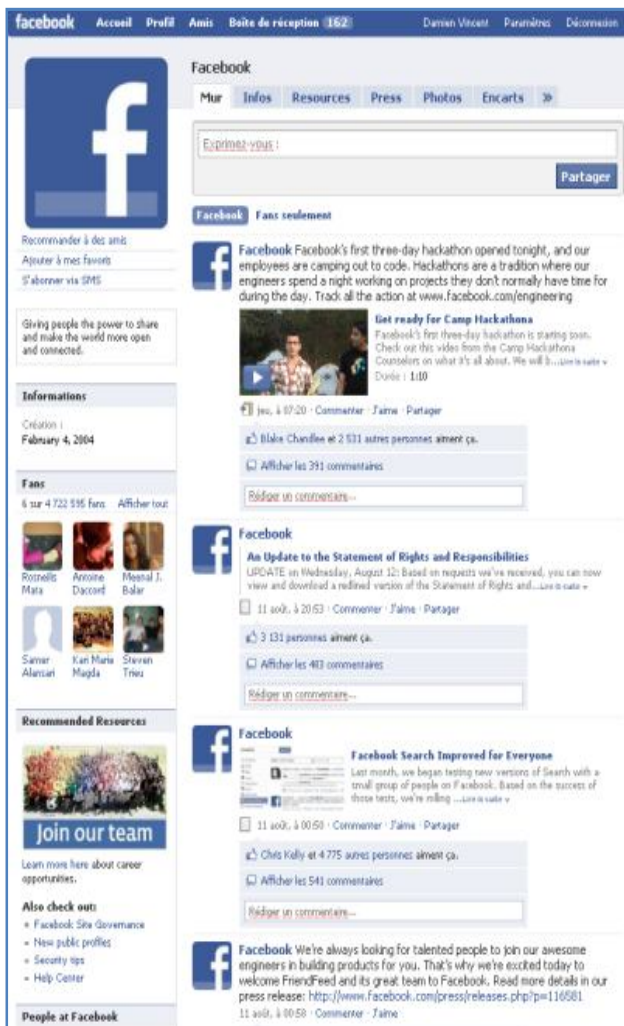 facebook Accueil Profil Amis Boîte de réception 162 Damien Vincent Paramètres Déconnexion
Facebook
Mur Infos Resources Press Photos Encarts »
Exprimez-vous :
Partager
Facebook Fans seulement
Recommander à des amis
Ajouter à mes favoris
S'abonner via SMS
Giving people the power to share
and make the world more open
and connected.
Informations
Création :
February 4, 2004
Fans
6 sur 4 722 595 fans Afficher tout
Rosnellis Antoine Meenal J.
Mata Daccord Balar
Samer Kari Marie Steven
Alansari Magda Trieu
Recommended Resources
Join our team
Learn more here about career
opportunities.
Also check out:
Facebook Site Governance
New public profiles
Security tips
Help Center
People at Facebook
Facebook Facebook's first three-day hackathon opened tonight, and our
employees are camping out to code. Hackathons are a tradition where our
engineers spend a night working on projects they don't normally have time for
during the day. Track all the action at www.facebook.com/engineering
Get ready for Camp Hackathona
Facebook's first three-day hackathon is starting soon.
Check out this video from the Camp Hackathona
Counselors on what it's all about. We will b...Lire la suite
Durée : 1:10
jeu, à 07:20 · Commenter · J'aime · Partager
Blake Chandlee et 2 531 autres personnes aiment ça.
Afficher les 391 commentaires
Rédiger un commentaire...
Facebook
An Update to the Statement of Rights and Responsibilities
UPDATE on Wednesday, August 12: Based on requests we've received, you can now
view and download a redlined version of the Statement of Rights and...Lire la suite
11 août, à 20:53 · Commenter · J'aime · Partager
3 131 personnes aiment ça.
Afficher les 403 commentaires
Rédiger un commentaire...
Facebook
Facebook Search Improved for Everyone
Last month, we began testing new versions of Search with a
small group of people on Facebook. Based on the success of
those tests, we're rolling ...Lire la suite
11 août, à 00:50 · Commenter · J'aime · Partager
Chris Kelly et 4 775 autres personnes aiment ça.
Afficher les 541 commentaires
Rédiger un commentaire...
Facebook We're always looking for talented people to join our awesome
engineers in building products for you. That's why we're excited today to
welcome FriendFeed and its great team to Facebook. Read more details in our
press release: http://www.facebook.com/press/releases.php?p=116581
11 août, à 00:58 · Commenter · J'aime